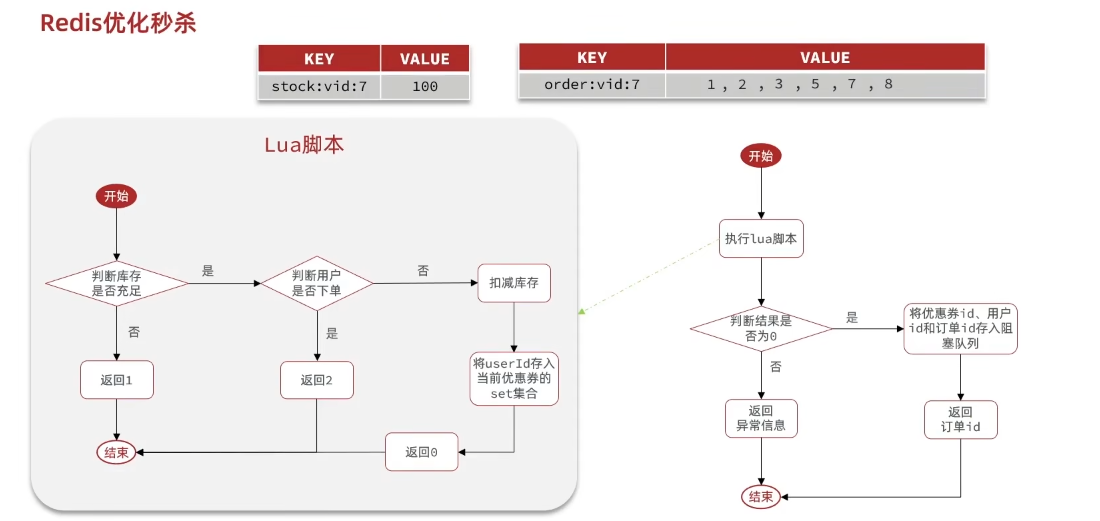 Redis优化秒杀
KEY VALUE
stock:vid:7 100
KEY VALUE
order:vid:7 1 , 2 , 3 , 5 , 7 , 8
Lua脚本
开始
判断库存
是否充足
是
判断用户
是否下单
否
扣减库存
否
是
返回1
返回2
将userId存入
当前优惠券的
set集合
结束
返回0
开始
执行lua脚本
判断结果是
否为0
是
将优惠券id、用户
id和订单id存入阻
塞队列
否
返回
异常信息
返回
订单id
结束